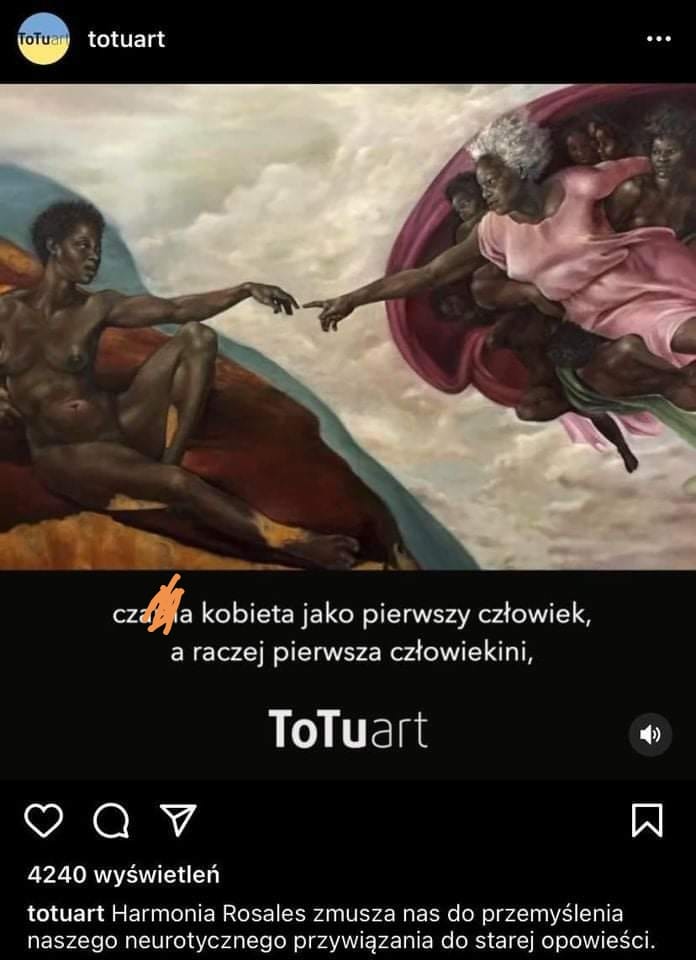 ToTuart
totuart
kobieta jako pierwszy człowiek,
a raczej pierwsza człowiekini,
ToTuart
4240 wyświetleń
totuart Harmonia Rosales zmusza nas do przemyślenia
naszego neurotycznego przywiązania do starej opowieści.